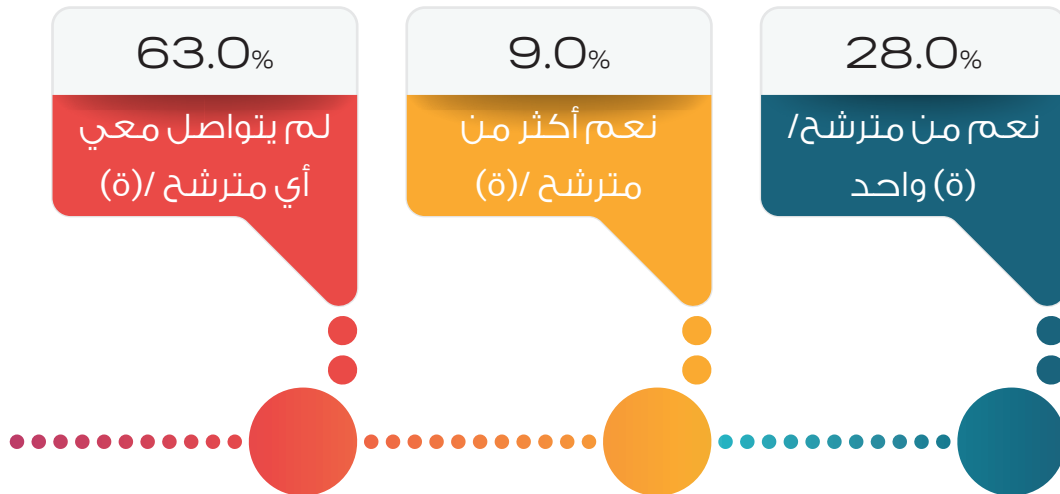 28.0%
نعم من مترشح/
(ة) واحد
9.0%
نعم أكثر من
مترشح /(ة)
63.0%
لم يتواصل معي
أي مترشح /(ة)